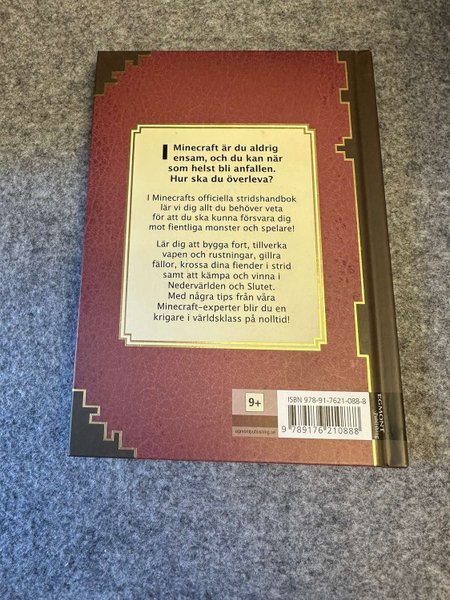 I Minecraft är du aldrig
ensam, och du kan när
som helst bli anfallen.
Hur ska du överleva?
I Minecrafts officiella stridshandbok
lär vi dig allt du behöver veta
för att du ska kunna försvara dig
mot fientliga monster och spelare!
Lär dig att bygga fort, tillverka
vapen och rustningar, gillra
fällor, krossa dina fiender i strid
samt att kämpa och vinna i
Nedervärlden och Slutet.
Med några tips från våra
Minecraft-experter blir du en
krigare i världsklass på nolltid!
9+
egmontpublishing.se
ISBN 978-91-7621-088-8
9 789176 210888
EGMONT
Publishing